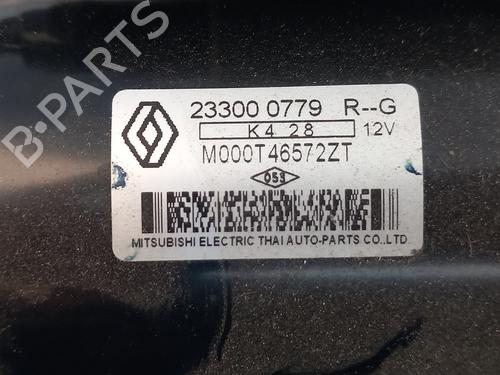 23300 0779 R--G
K4 28 12V
M000T46572ZT
053
MITSUBISHI ELECTRIC THAI AUTO-PARTS CO.,LTD.
B-PARTS